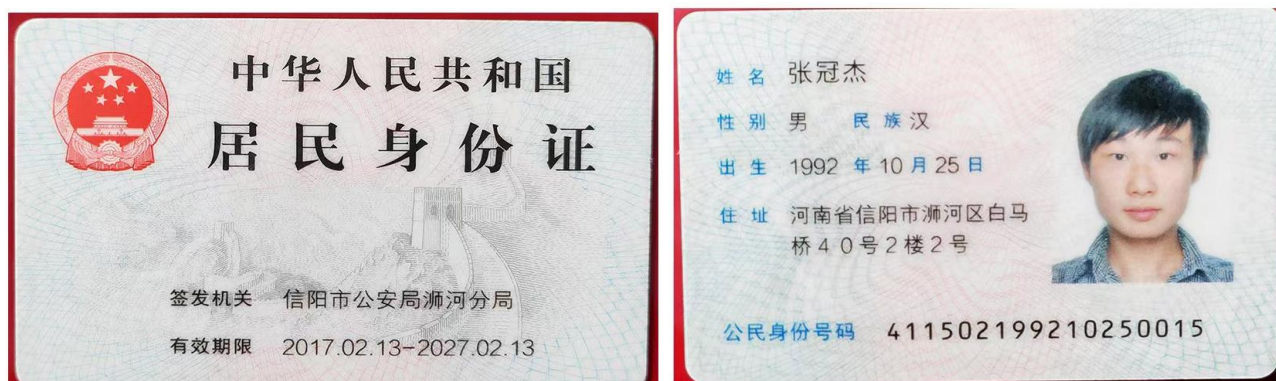 中华人民共和国
居民身份证
签发机关 信阳市公安局浉河分局
有效期限 2017.02.13-2027.02.13
姓名 张冠杰
性别 男 民族 汉
出生 1992 年 10 月 25 日
住址 河南省信阳市浉河区白马
桥40号2楼2号
公民身份号码 411502199210250015